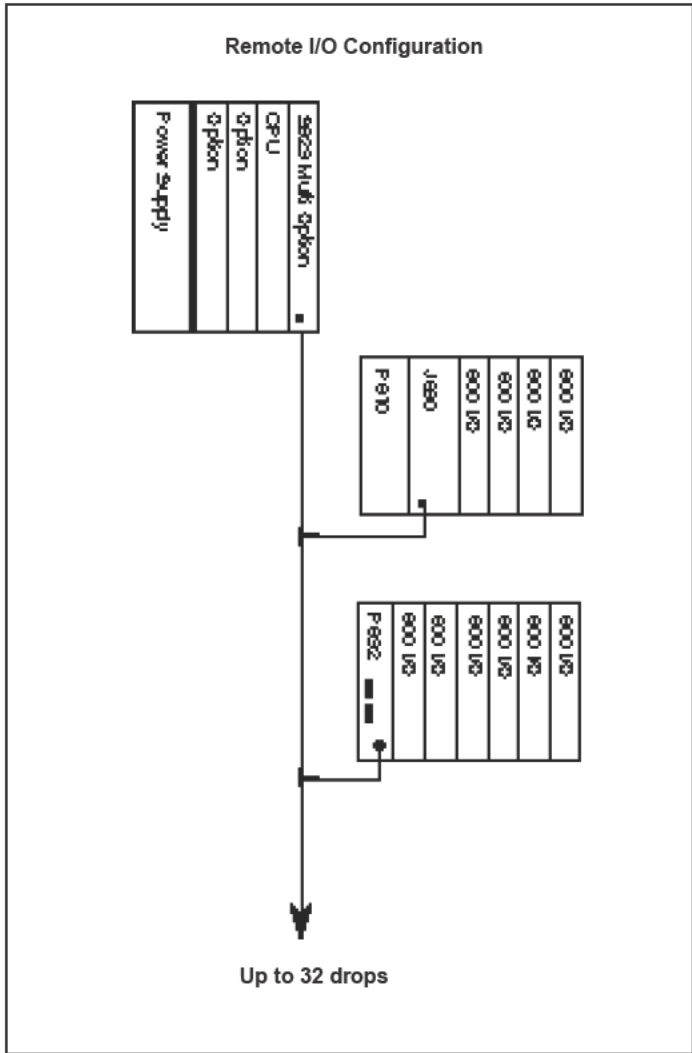 Remote I/O Configuration
Power Supply
Option
Option
CPU
S929 Multi Option
P810
J890
800 I/O
800 I/O
800 I/O
800 I/O
P892
800 I/O
800 I/O
800 I/O
800 I/O
800 I/O
800 I/O
Up to 32 drops